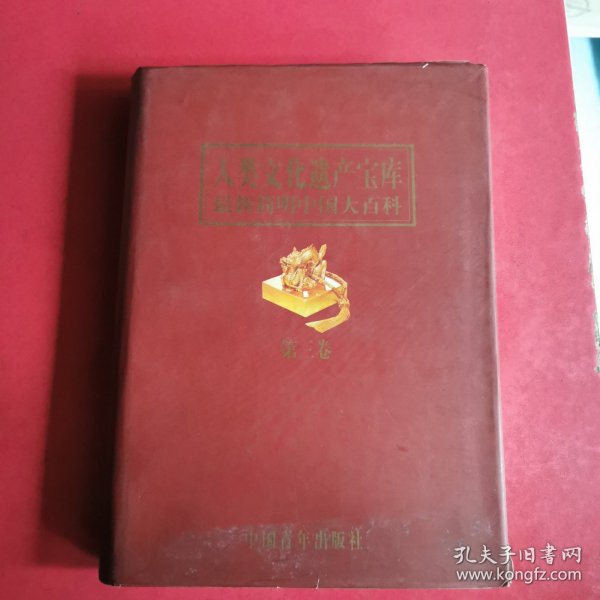 人类文化遗产宝库
最新简明中国大百科
第三卷
中国青年出版社
孔夫子旧书网
www.kongfz.com